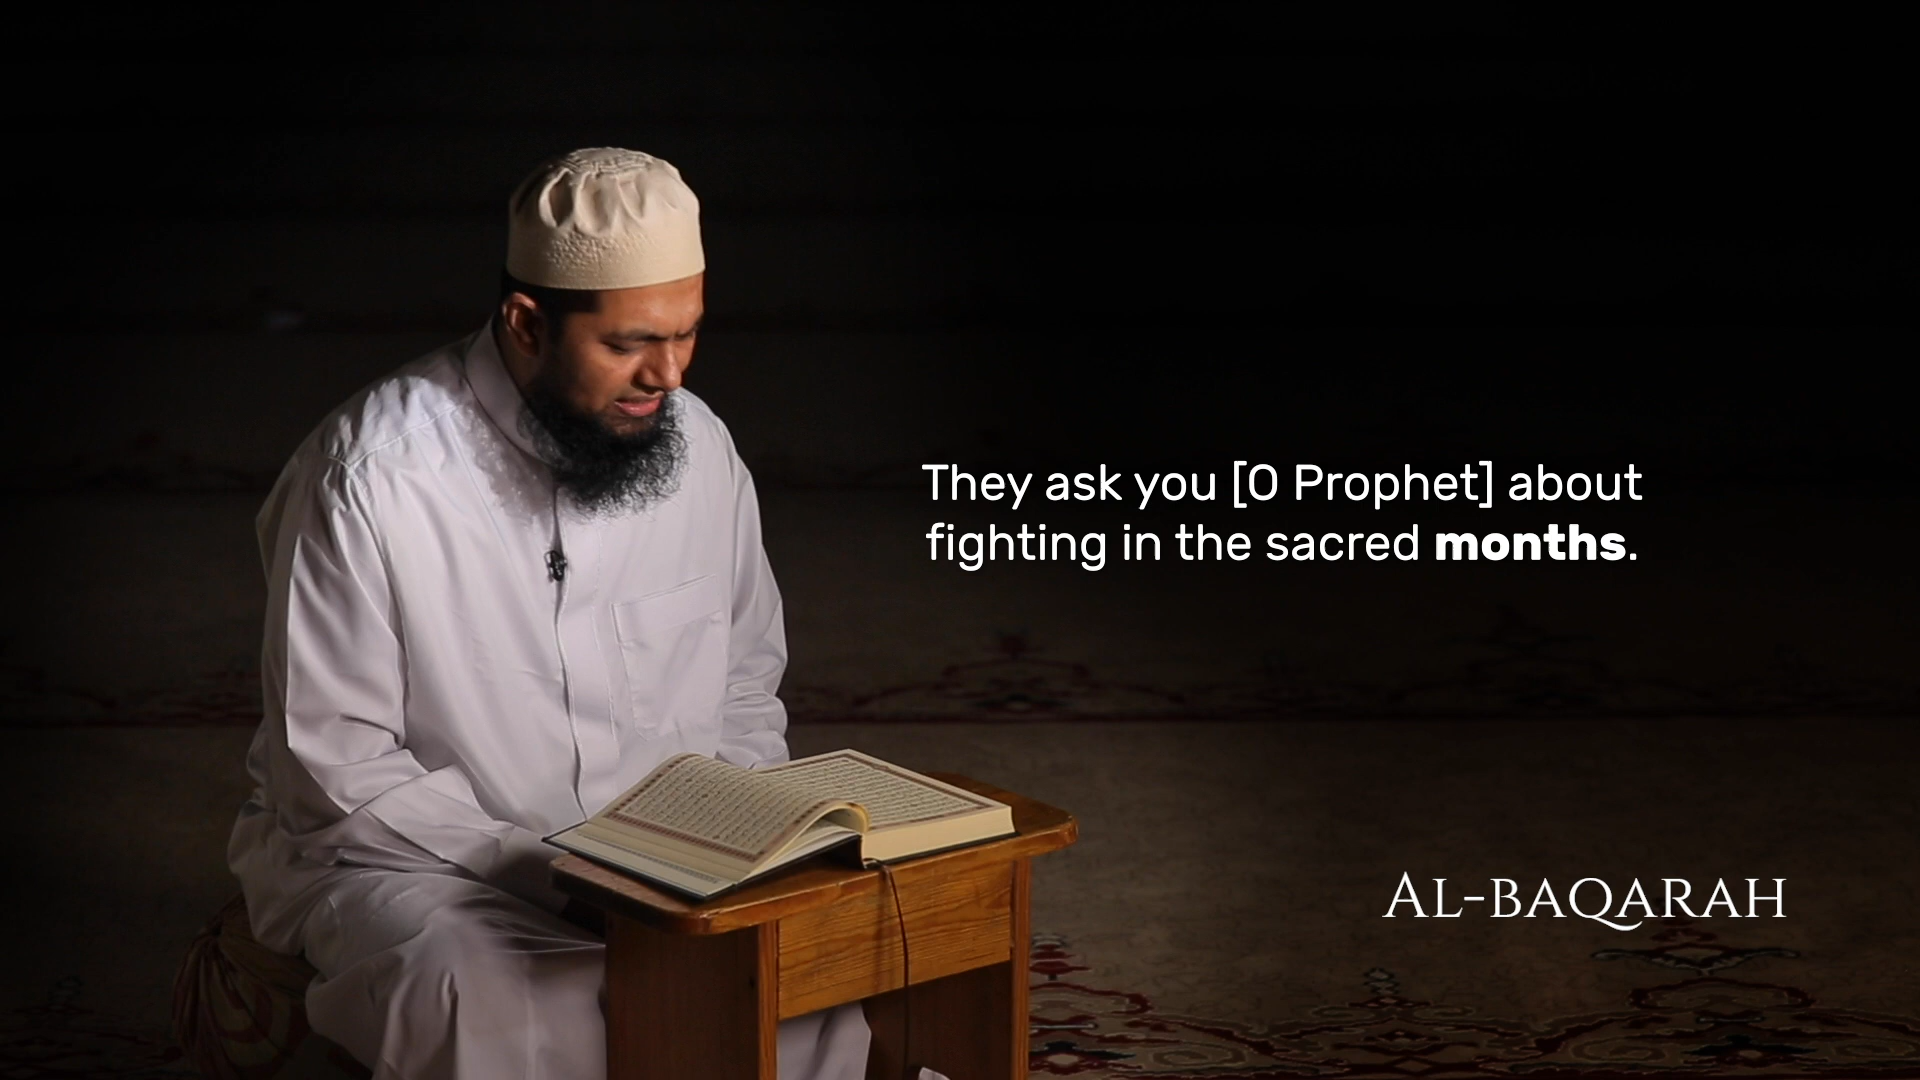 They ask you [O Prophet] about
fighting in the sacred months.
AL-BAQARAH